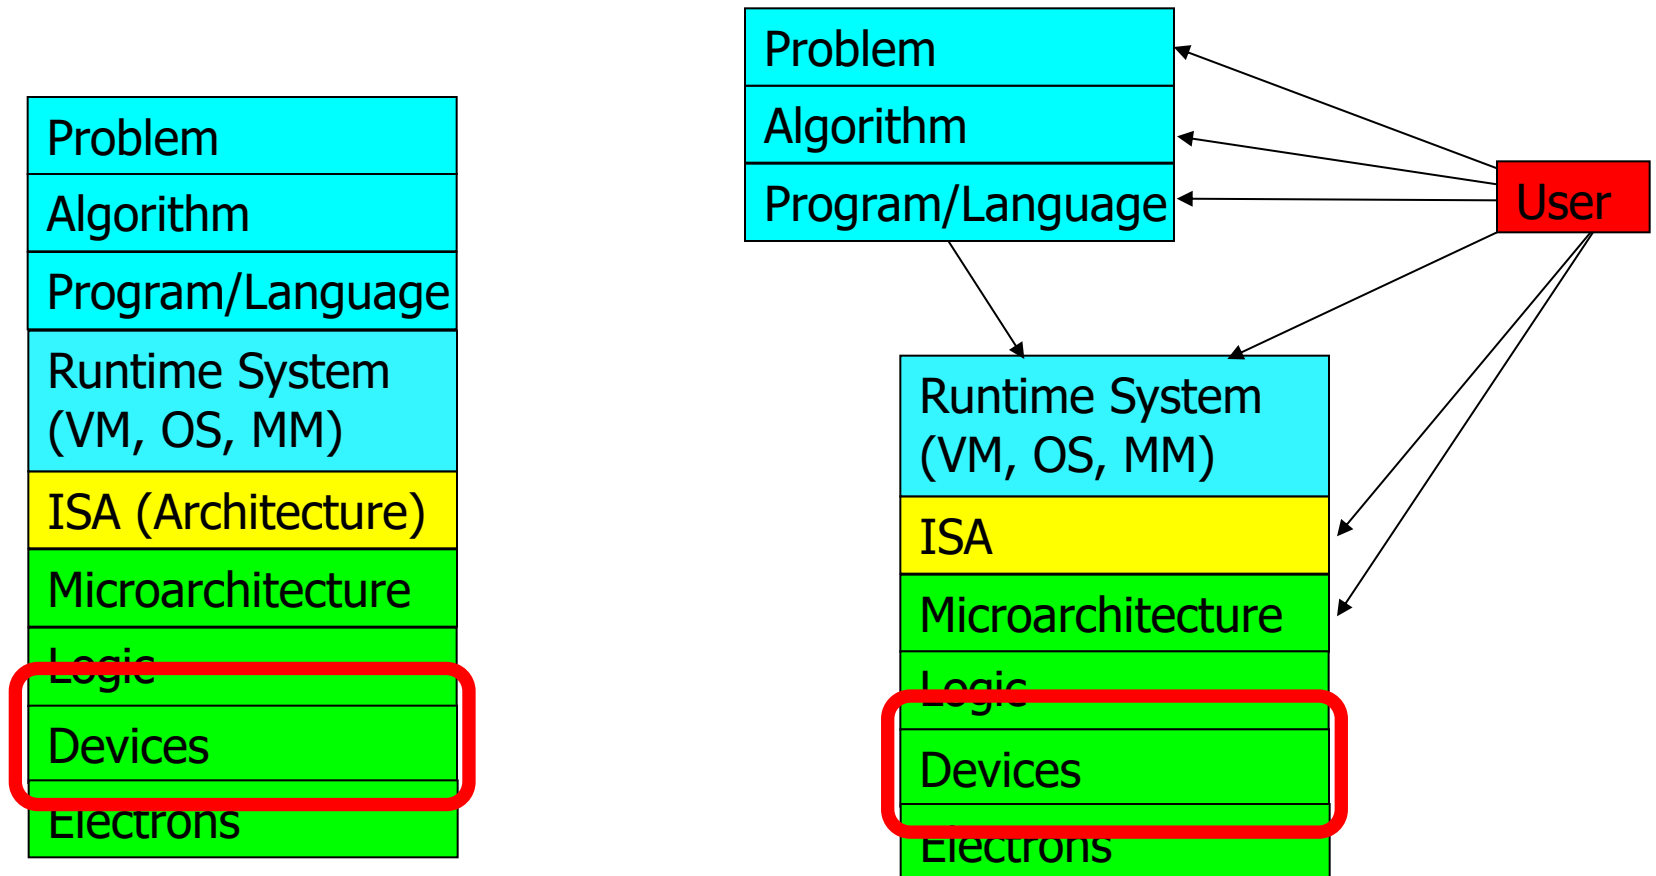 Problem
Algorithm
Program/Language
Runtime System
(VM, OS, MM)
ISA (Architecture)
Microarchitecture
Logic
Devices
Electrons
Problem
Algorithm
Program/Language
User
Runtime System
(VM, OS, MM)
ISA
Microarchitecture
Logic
Devices
Electrons